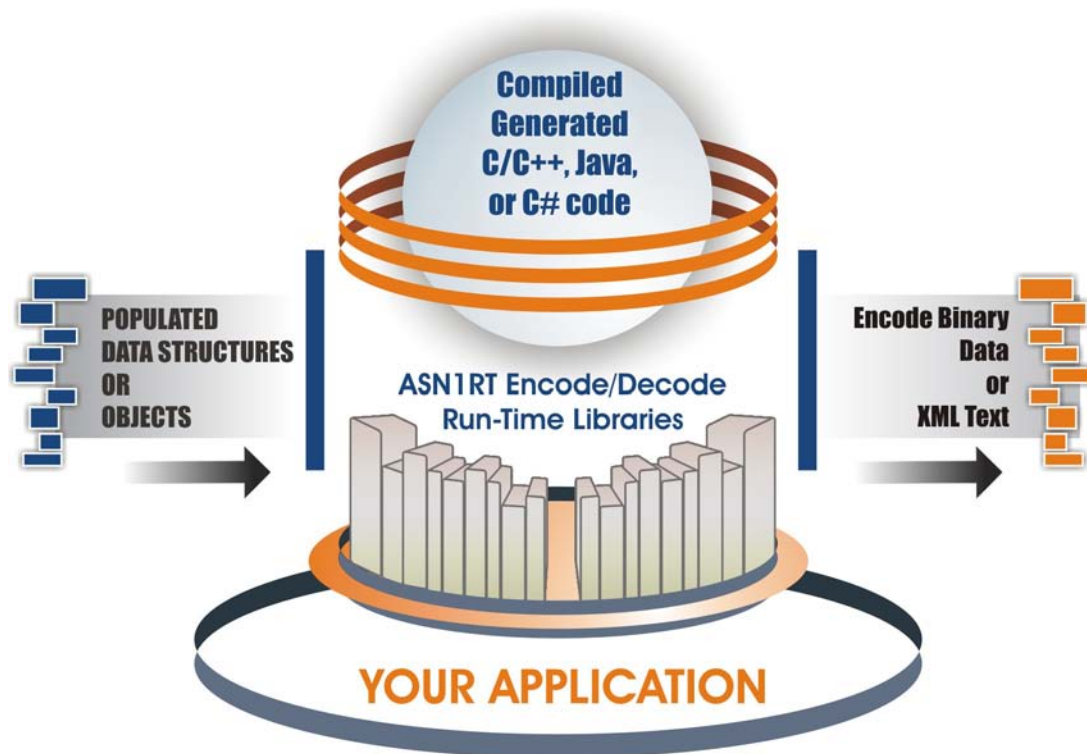 Compiled
Generated
C/C++, Java,
or C# code
POPULATED
DATA STRUCTURES
OR
OBJECTS
Encode Binary
Data
or
XML Text
ASN1RT Encode/Decode
Run-Time Libraries
YOUR APPLICATION